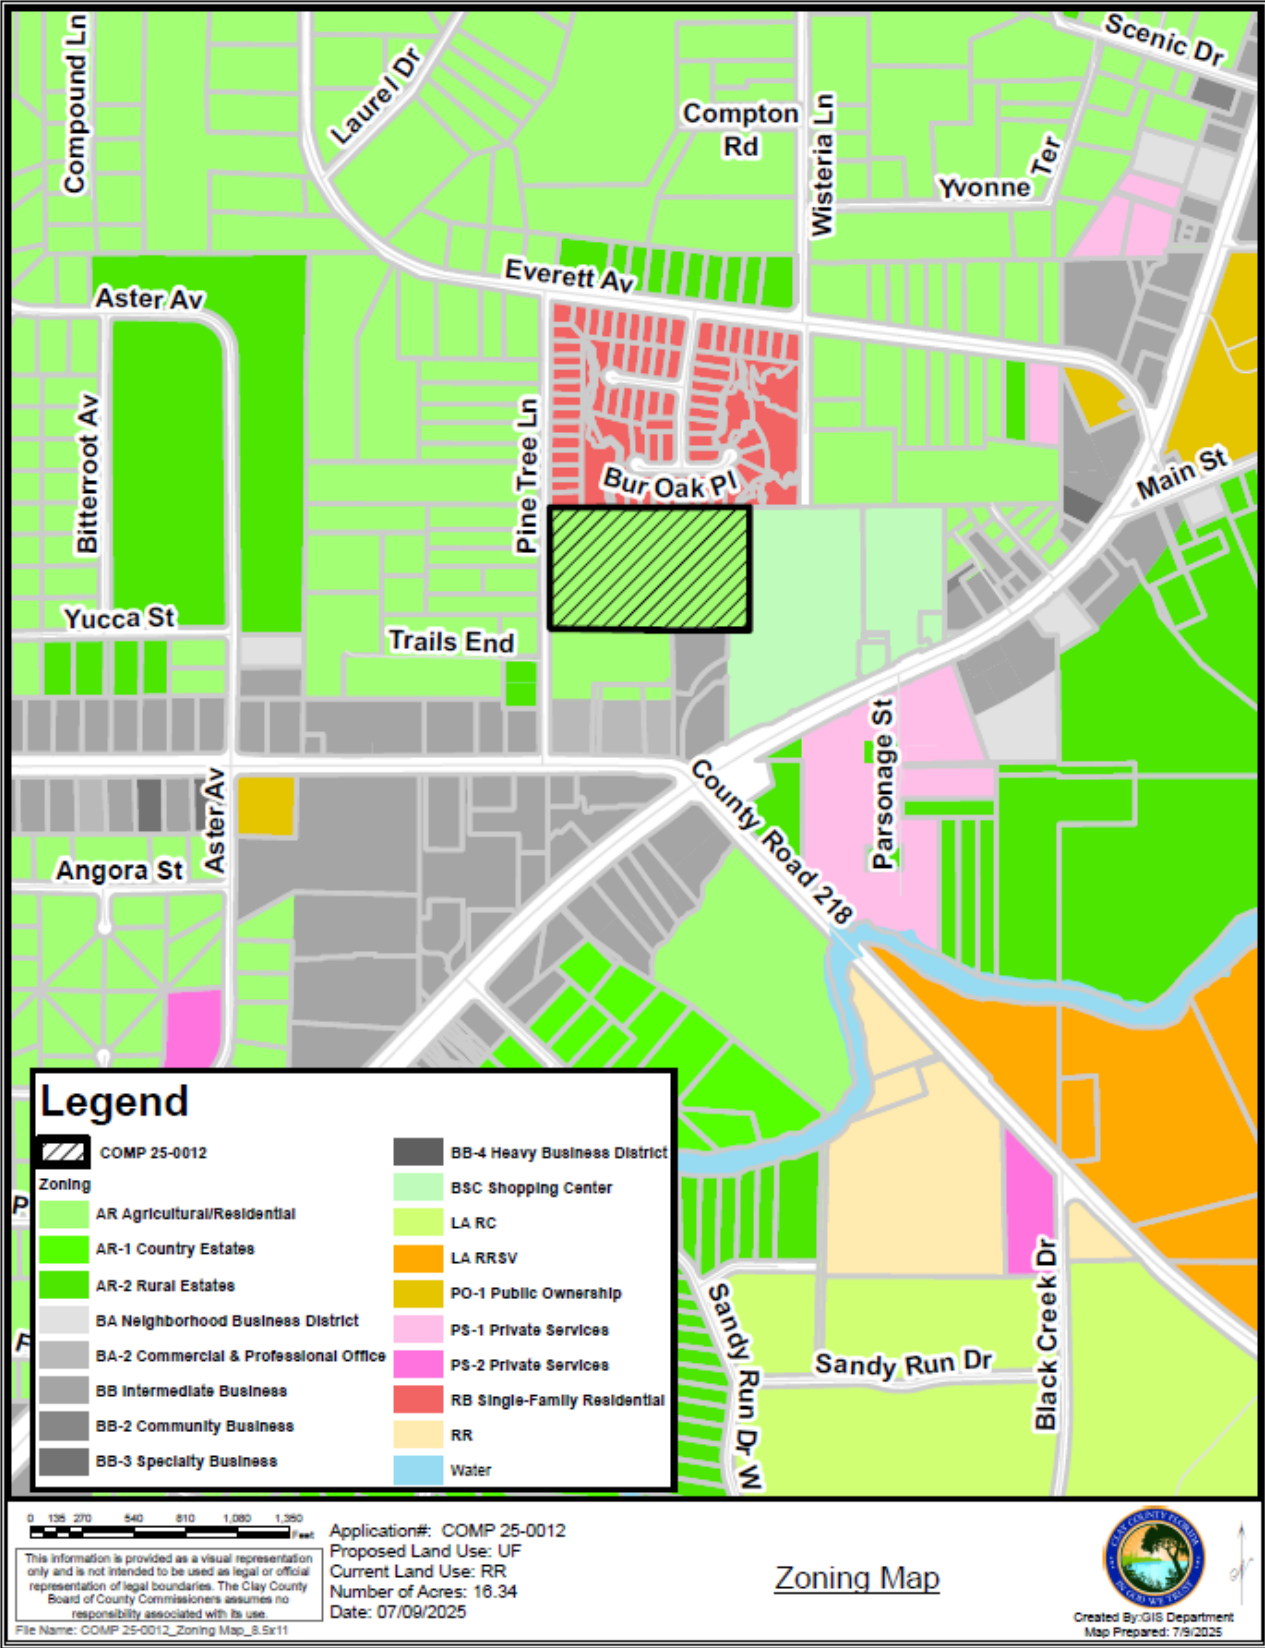 Scenic Dr
Compound Ln
Laurel Dr
Compton
Rd
Wisteria Ln
Yvonne Ter
Everett Av
Aster Av
Bitterroot Av
Pine Tree Ln
Bur Oak Pl
Main St
Yucca St
Trails End
Parsonage St
County Road 218
Aster Av
Angora St
Legend
COMP 25-0012
Zoning
AR Agricultural/Residential
AR-1 Country Estates
AR-2 Rural Estates
BA Neighborhood Business District
BA-2 Commercial & Professional Office
BB Intermediate Business
BB-2 Community Business
BB-3 Specialty Business
BB-4 Heavy Business District
BSC Shopping Center
LA RC
LA RRSV
PO-1 Public Ownership
PS-1 Private Services
PS-2 Private Services
RB Single-Family Residential
RR
Water
P
F
Sandy Run Dr W
Sandy Run Dr
Black Creek Dr
0 135 270 540 810 1,080 1,350
Feet
This information is provided as a visual representation
only and is not intended to be used as legal or official
representation of legal boundaries. The Clay County
Board of County Commissioners assumes no
responsibility associated with its use.
File Name: COMP 25-0012_Zoning Map_8.5x11
Application#: COMP 25-0012
Proposed Land Use: UF
Current Land Use: RR
Number of Acres: 16.34
Date: 07/09/2025
Zoning Map
CLAY COUNTY FLORIDA
IN GOD WE TRUST
Created By:GIS Department
Map Prepared: 7/9/2025